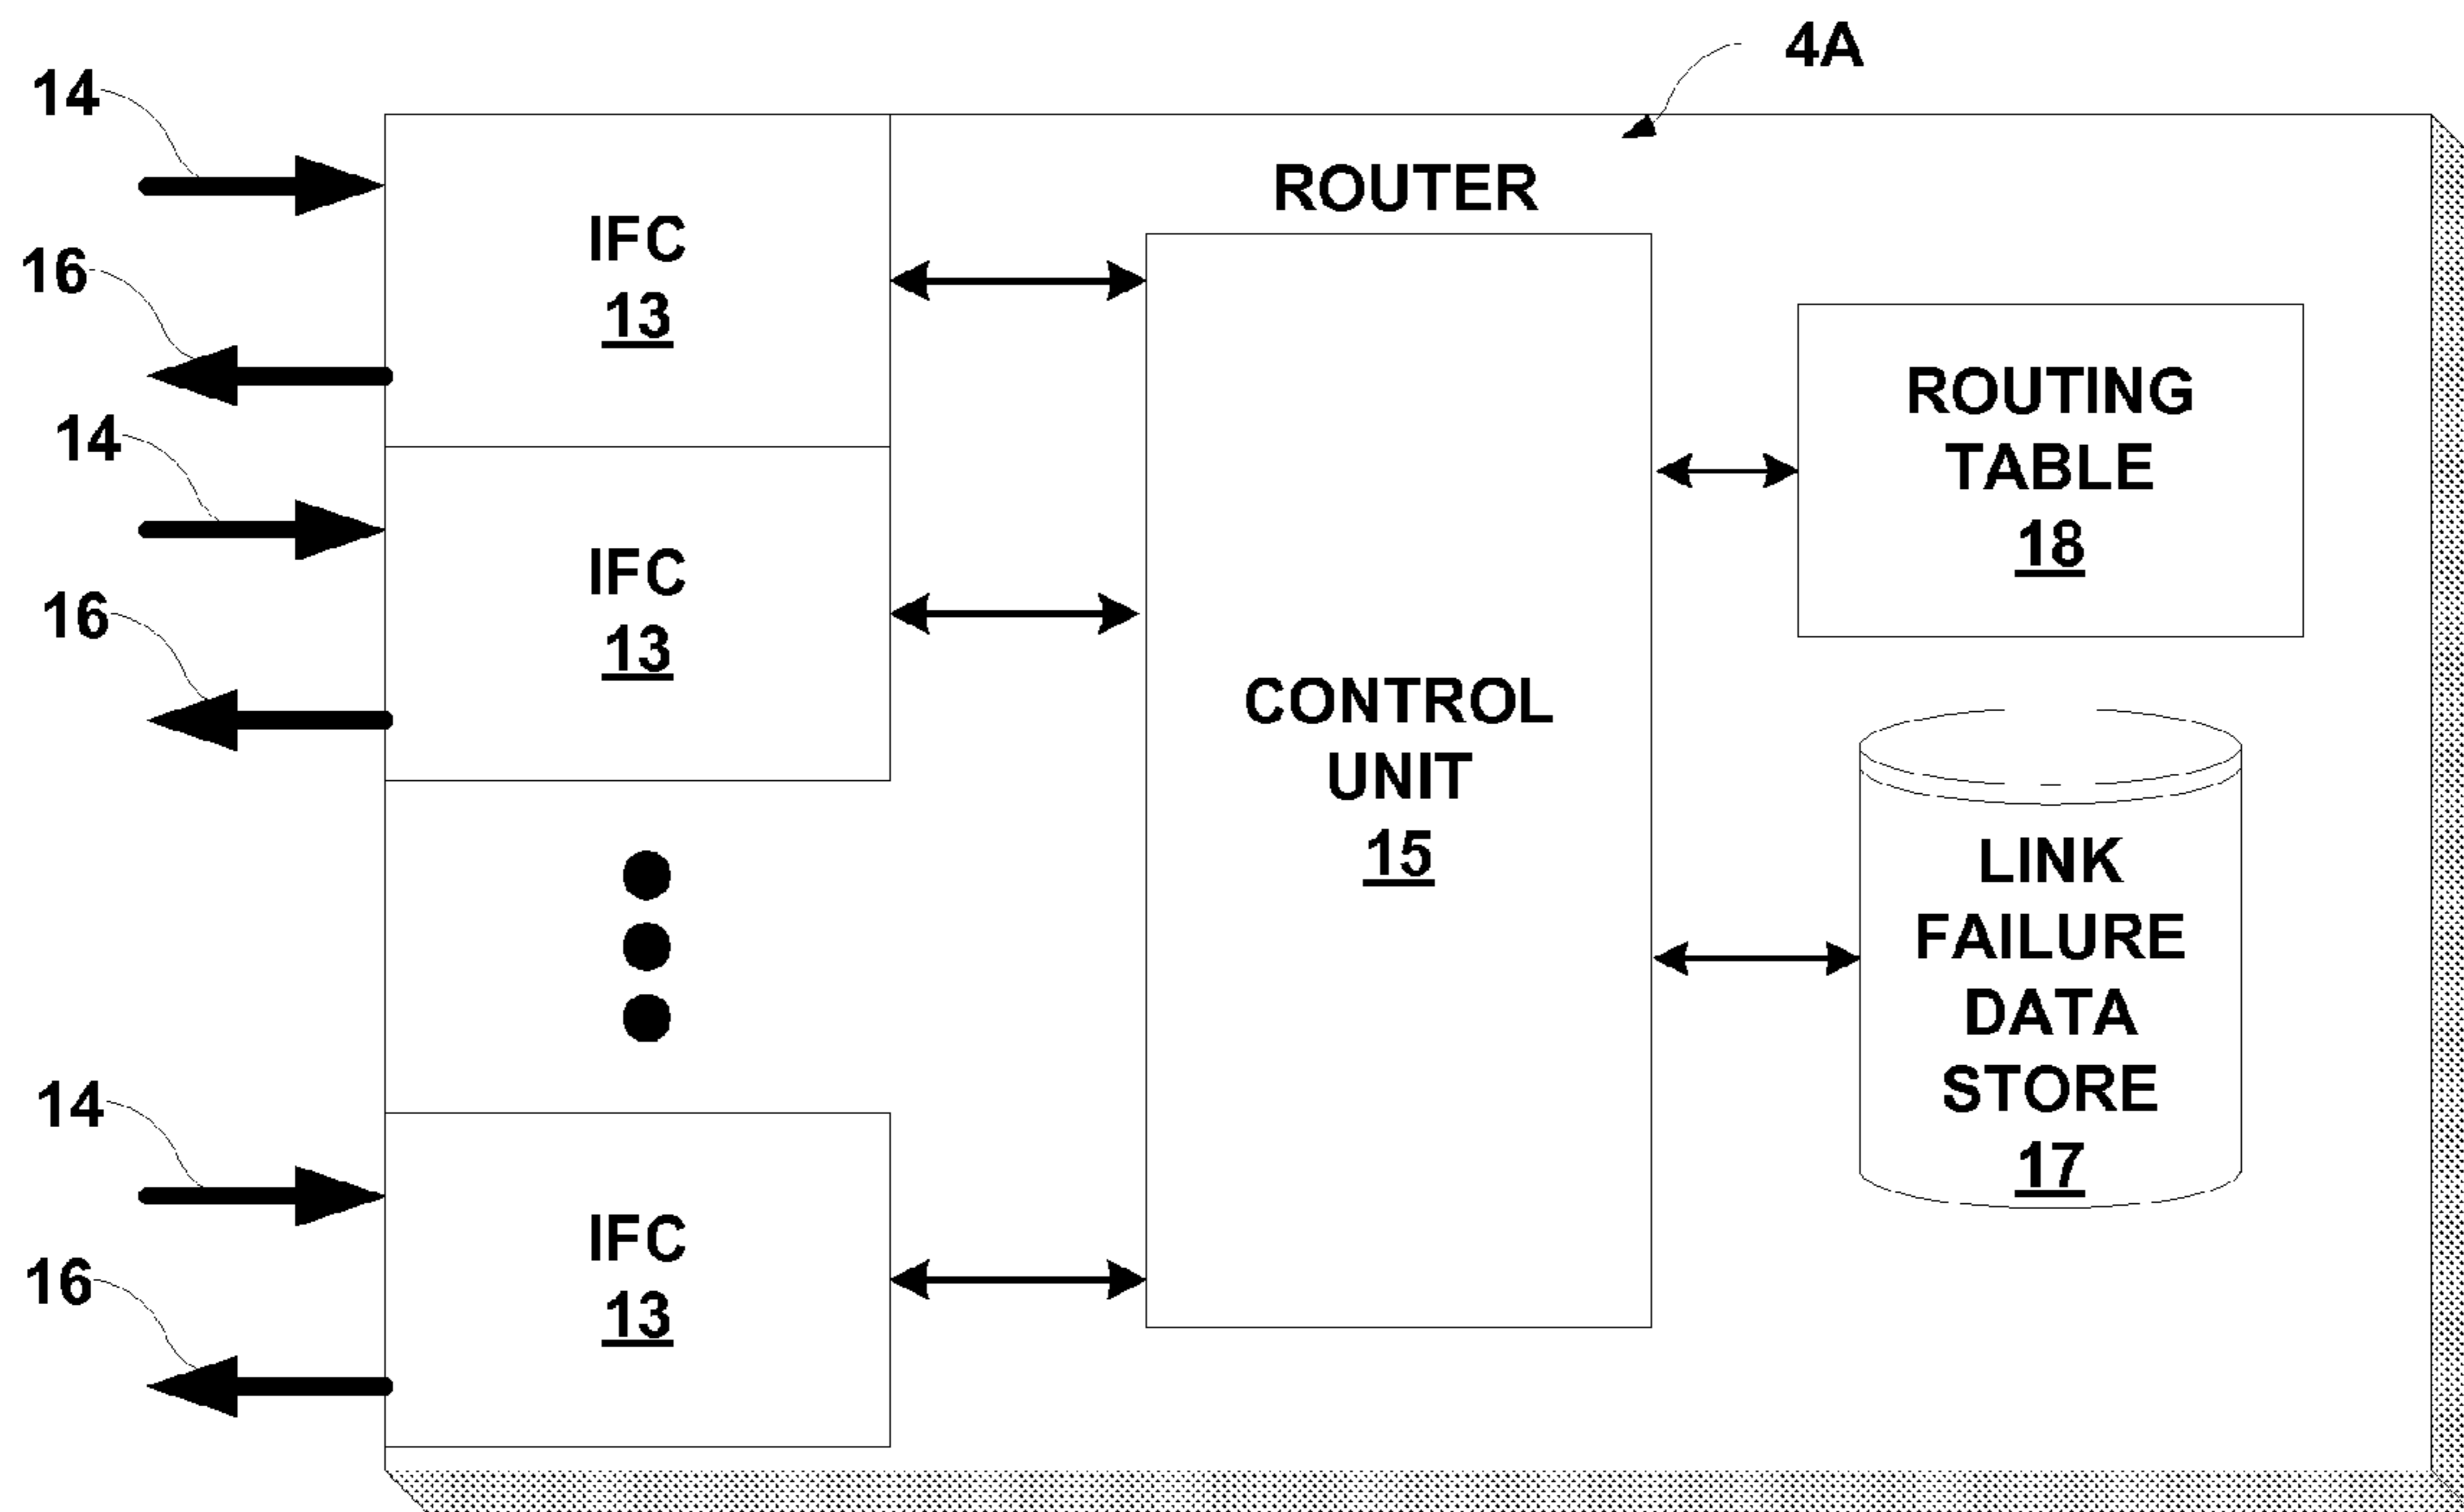 4A
14
ROUTER
IFC
13
16
14
IFC
13
16
ROUTING
TABLE
18
CONTROL
UNIT
15
LINK
FAILURE
DATA
STORE
17
14
IFC
13
16